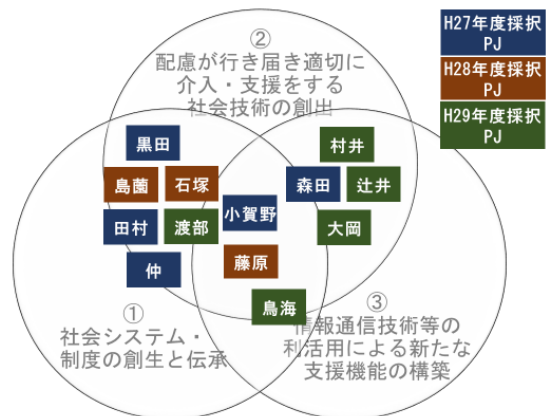 ②
配慮が行き届き適切に
介入・支援をする
社会技術の創出
H27年度採択
PJ
H28年度採択
PJ
H29年度採択
PJ
黒田
村井
島薗
石塚
森田
辻井
小賀野
田村
渡部
大岡
仲
藤原
鳥海
①
社会システム・
制度の創生と伝承
③
情報通信技術等の
利活用による新たな
支援機能の構築